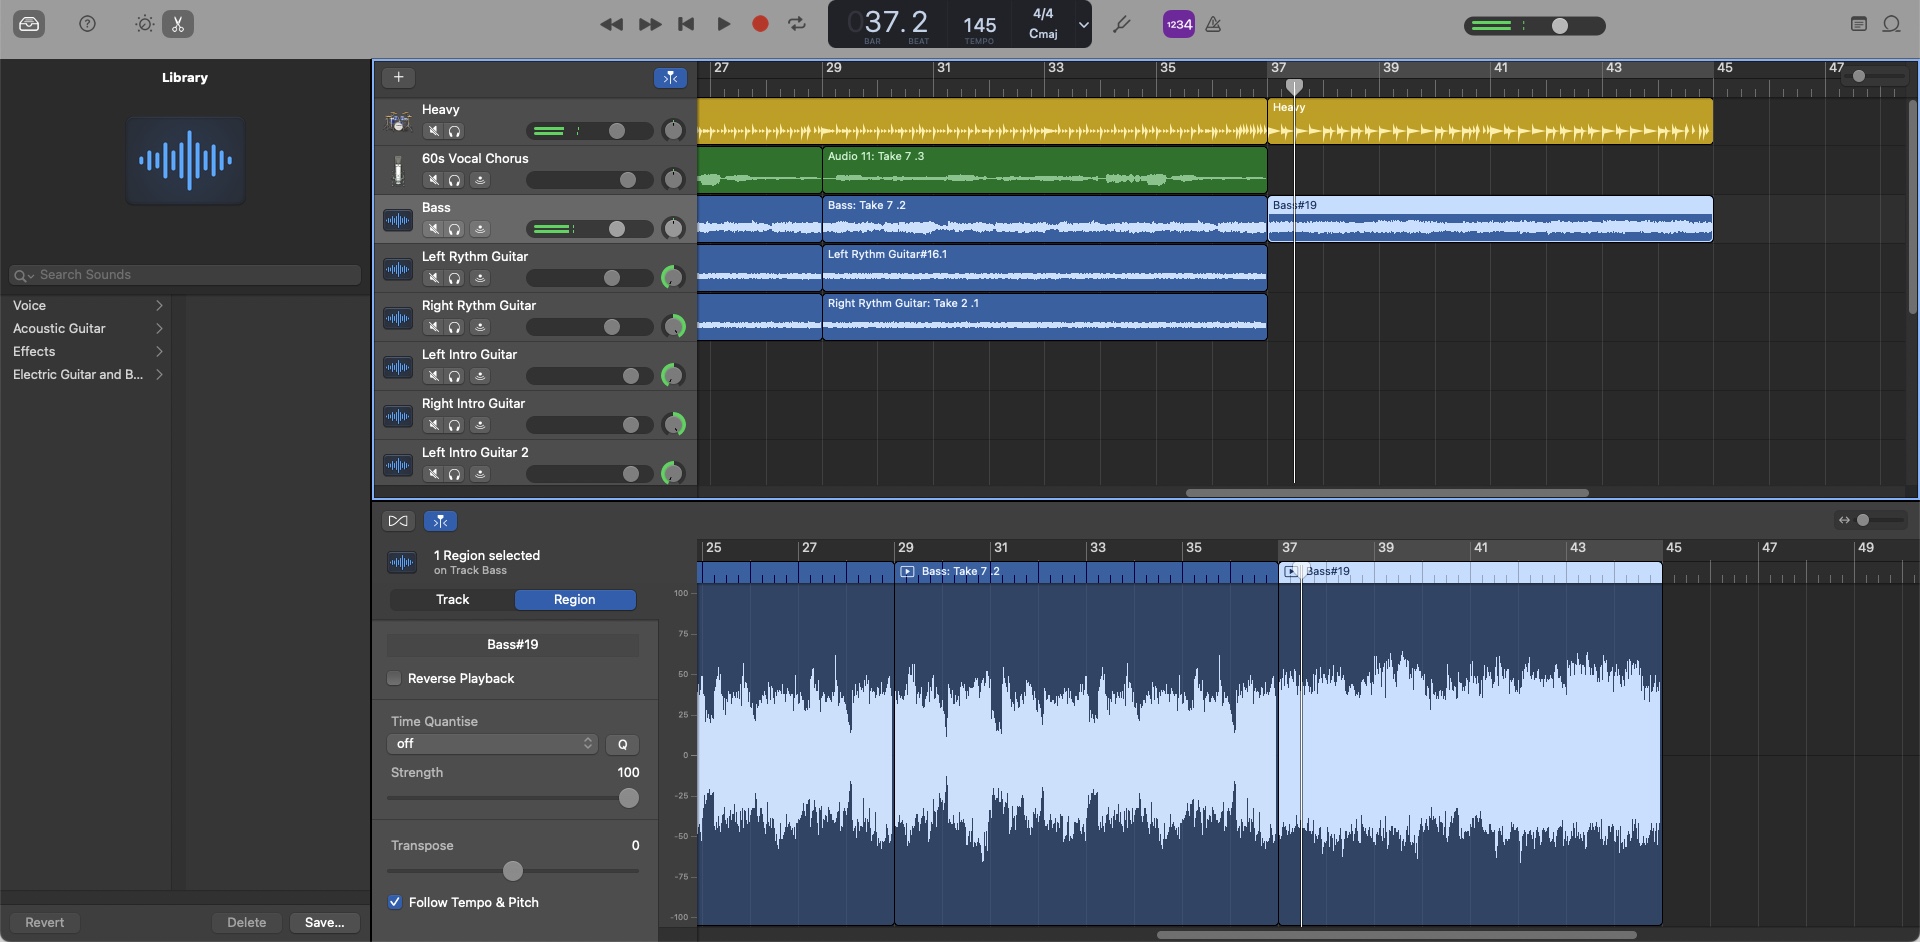 037.2
BAR BEAT
145
TEMPO
4/4
Cmaj
1234
Library
Search Sounds
Voice
Acoustic Guitar
Effects
Electric Guitar and B...
Revert
Delete
Save...
27 29 31 33 35 37 39 41 43 45 47
Heavy
Heavy
60s Vocal Chorus
Audio 11: Take 7 .3
Bass
Bass: Take 7 .2
Bass#19
Left Rythm Guitar
Left Rythm Guitar#16.1
Right Rythm Guitar
Right Rythm Guitar: Take 2 .1
Left Intro Guitar
Right Intro Guitar
Left Intro Guitar 2
1 Region selected
on Track Bass
Track
Region
Bass#19
Reverse Playback
Time Quantise
off
Q
Strength
100
Transpose
0
Follow Tempo & Pitch
25 27 29 31 33 35 37 39 41 43 45 47 49
Bass: Take 7 .2
Bass#19
100
75
50
25
0
-25
-50
-75
-100